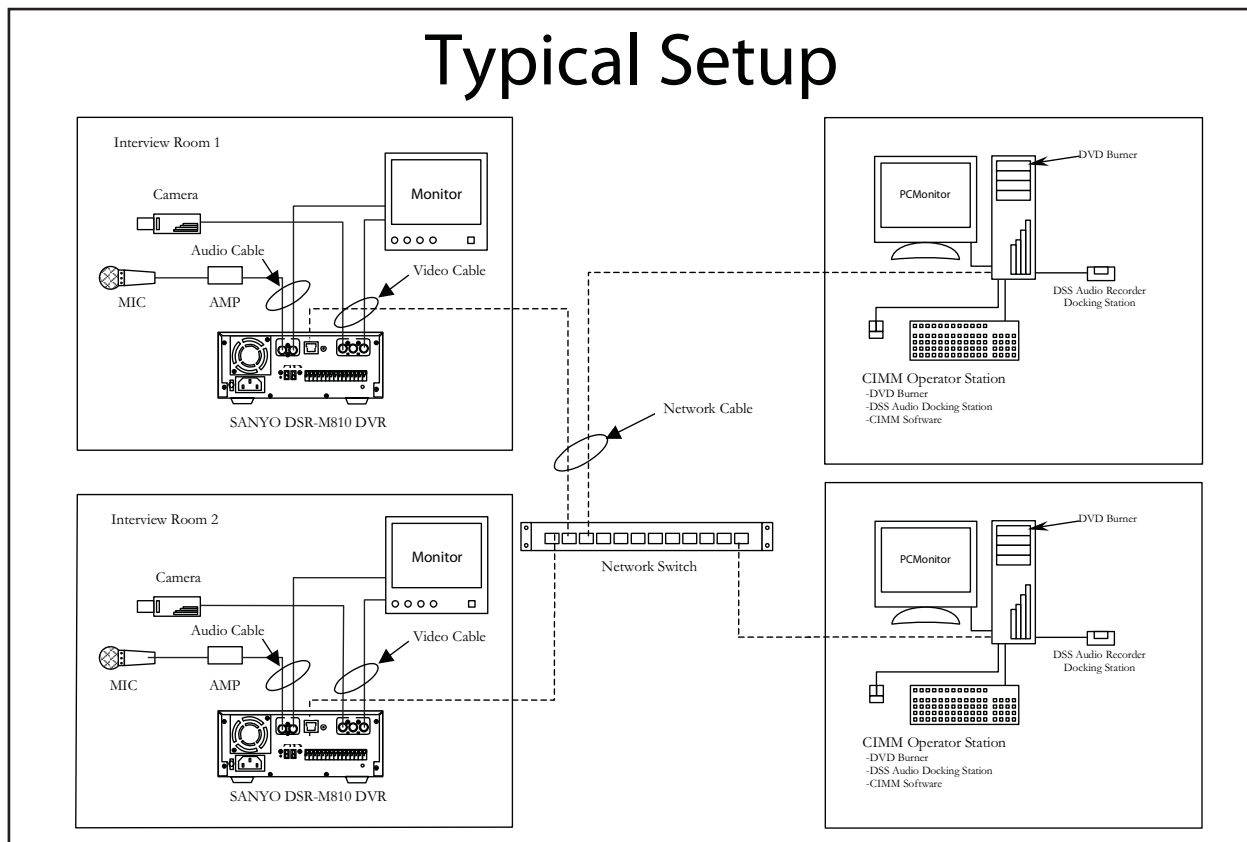 Typical Setup
Interview Room 1
Camera
Monitor
Audio Cable
Video Cable
MIC
AMP
SANYO DSR-M810 DVR
DVD Burner
PCMonitor
DSS Audio Recorder
Docking Station
CIMM Operator Station
-DVD Burner
-DSS Audio Docking Station
-CIMM Software
Network Cable
Network Switch
Interview Room 2
Camera
Monitor
Audio Cable
Video Cable
MIC
AMP
SANYO DSR-M810 DVR
DVD Burner
PCMonitor
DSS Audio Recorder
Docking Station
CIMM Operator Station
-DVD Burner
-DSS Audio Docking Station
-CIMM Software